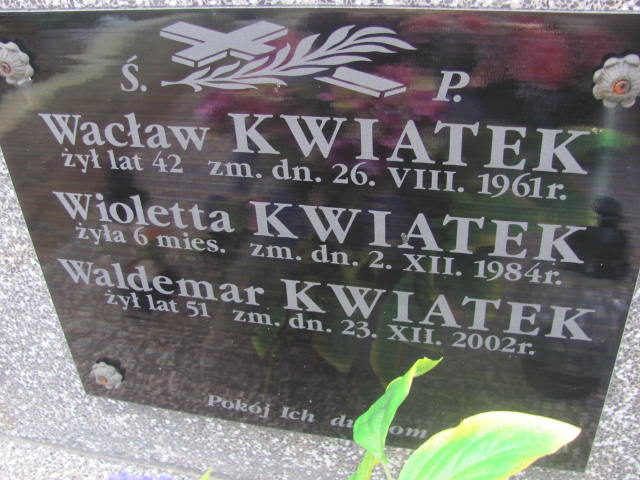 Ś. P.
Wacław KWIATEK
żył lat 42 zm. dn. 26. VIII. 1961r.
Wioletta KWIATEK
żyła 6 mies. zm. dn. 2. XII. 1984r.
Waldemar KWIATEK
żył lat 51 zm. dn. 23. XII. 2002r.
Pokój Ich